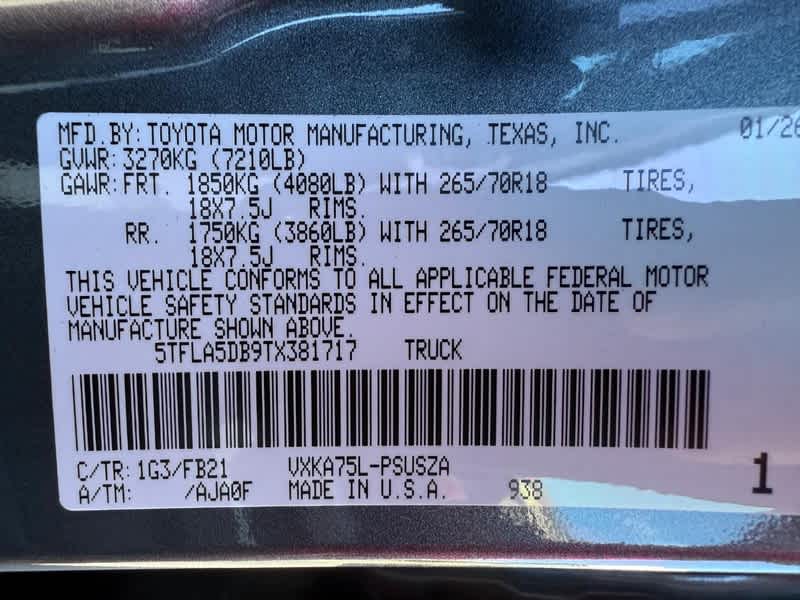 MFD.BY: TOYOTA MOTOR MANUFACTURING, TEXAS, INC. 01/26
GVWR: 3270KG (7210LB)
GAWR: FRT. 1850KG (4080LB) WITH 265/70R18 TIRES,
18X7.5J RIMS.
RR. 1750KG (3860LB) WITH 265/70R18 TIRES,
18X7.5J RIMS.
THIS VEHICLE CONFORMS TO ALL APPLICABLE FEDERAL MOTOR
VEHICLE SAFETY STANDARDS IN EFFECT ON THE DATE OF
MANUFACTURE SHOWN ABOVE.
5TFLA5DB9TX381717 TRUCK
C/TR: 1G3/FB21 VXKA75L-PSUSZA
A/TM: /AJA0F MADE IN U.S.A. 938 1